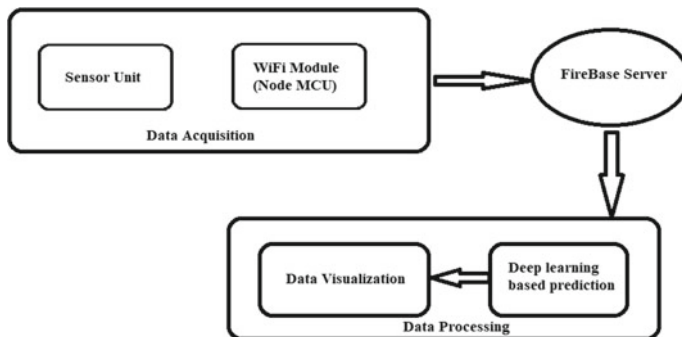 Sensor Unit
WiFi Module
(Node MCU)
Data Acquisition
FireBase Server
Data Visualization
Deep learning
based prediction
Data Processing